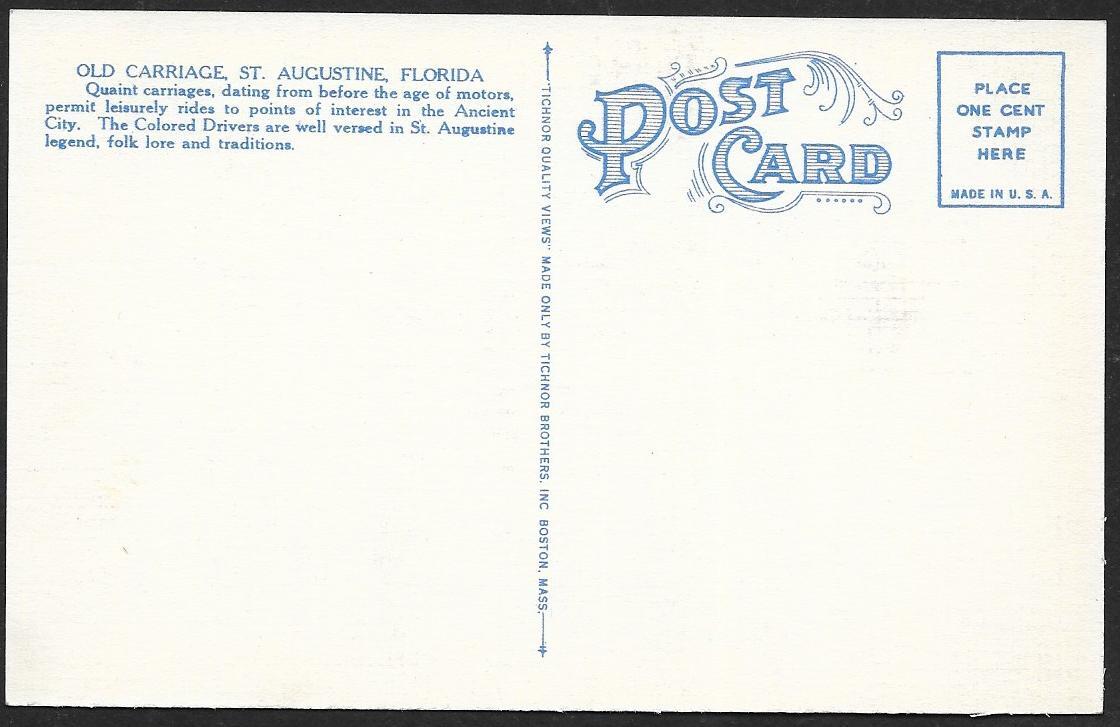 OLD CARRIAGE, ST. AUGUSTINE, FLORIDA
Quaint carriages, dating from before the age of motors,
permit leisurely rides to points of interest in the Ancient
City. The Colored Drivers are well versed in St. Augustine
legend, folk lore and traditions.
"TICHNOR QUALITY VIEWS" MADE ONLY BY TICHNOR BROTHERS, INC BOSTON, MASS.
POST
CARD
PLACE
ONE CENT
STAMP
HERE
MADE IN U. S. A.